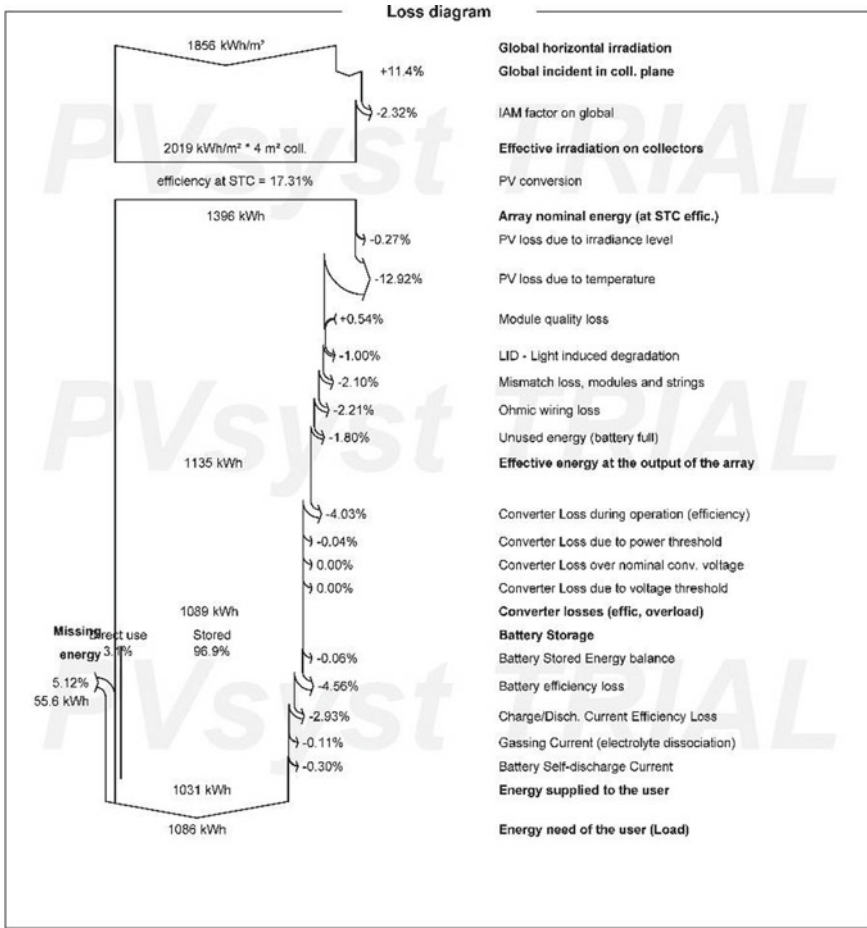 Loss diagram
1856 kWh/m² Global horizontal irradiation
+11.4% Global incident in coll. plane
-2.32% IAM factor on global
2019 kWh/m² * 4 m² coll. Effective irradiation on collectors
efficiency at STC = 17.31% PV conversion
1396 kWh Array nominal energy (at STC effic.)
-0.27% PV loss due to irradiance level
-12.92% PV loss due to temperature
+0.54% Module quality loss
-1.00% LID - Light induced degradation
-2.10% Mismatch loss, modules and strings
-2.21% Ohmic wiring loss
-1.80% Unused energy (battery full)
1135 kWh Effective energy at the output of the array
-4.03% Converter Loss during operation (efficiency)
-0.04% Converter Loss due to power threshold
0.00% Converter Loss over nominal conv. voltage
0.00% Converter Loss due to voltage threshold
1089 kWh Converter losses (effic, overload)
Missing Direct use Stored Battery Storage
energy 3.1% 96.9% -0.06% Battery Stored Energy balance
5.12% -4.56% Battery efficiency loss
55.6 kWh
-2.93% Charge/Disch. Current Efficiency Loss
-0.11% Gassing Current (electrolyte dissociation)
-0.30% Battery Self-discharge Current
1031 kWh Energy supplied to the user
1086 kWh Energy need of the user (Load)
PVsyst TRIAL
PVsyst TRIAL
PVsyst TRIAL